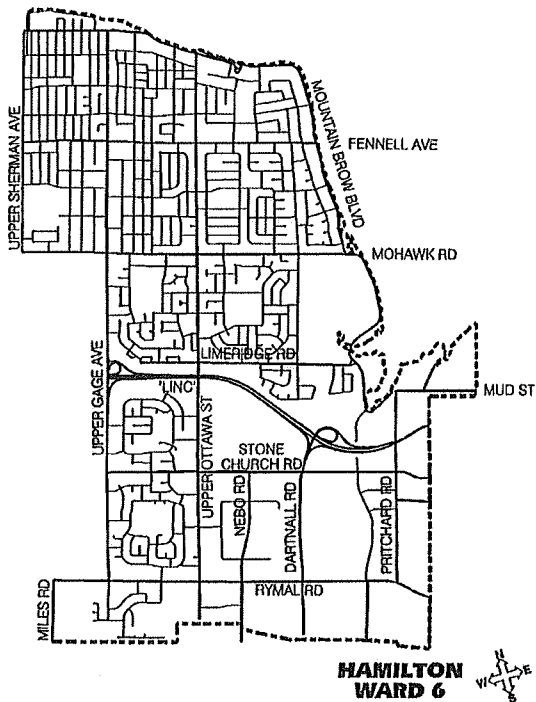 UPPER SHERMAN AVE
MOUNTAIN BROW BLVD
FENNELL AVE
MOHAWK RD
LIMERIDGE RD
UPPER GAGE AVE
'LINC'
MUD ST
UPPER OTTAWA ST
STONE
CHURCH RD
NEBO RD
DARTNALL RD
PRITCHARD RD
MILES RD
RYMAL RD
HAMILTON
WARD 6
N
W E
S